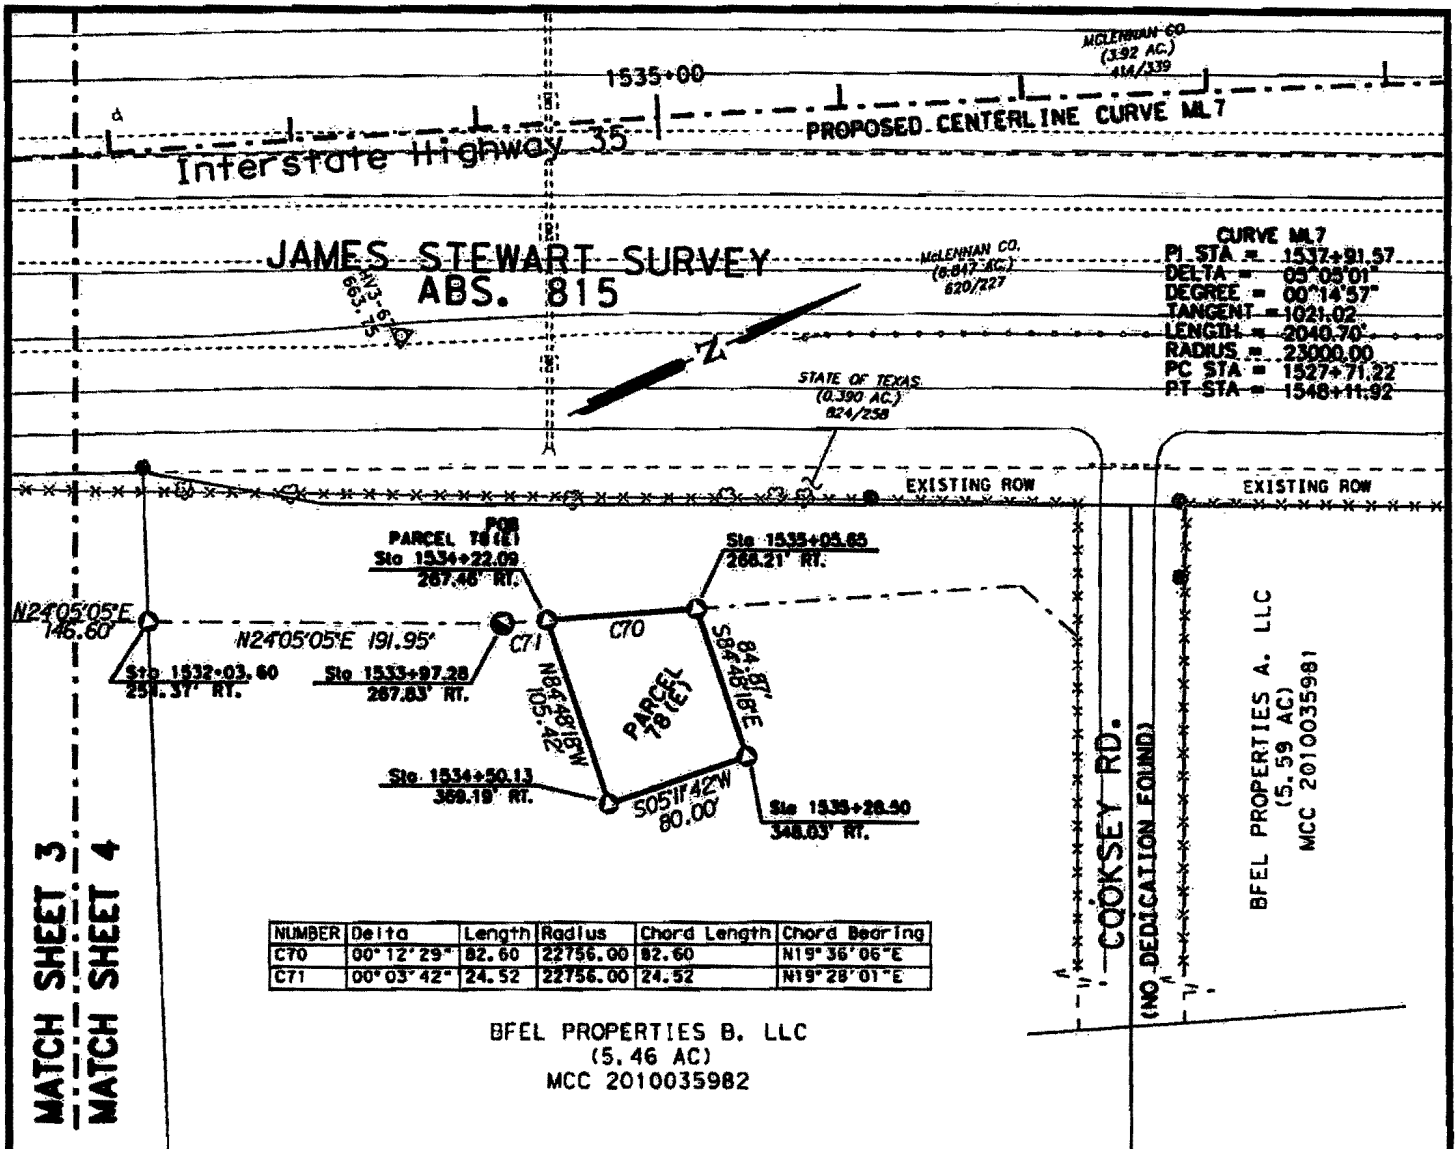 MCLENNAN CO
(3.92 AC.)
414/339
1535+00
PROPOSED CENTERLINE CURVE ML7
Interstate Highway 35
JAMES STEWART SURVEY
ABS. 815
HV3-67
663.75
McLENNAN CO.
(6.847 AC.)
620/227
CURVE ML7
PI STA = 1537+91.57
DELTA = 05°05'01"
DEGREE = 00°14'57"
TANGENT = 1021.02
LENGTH = 2040.70
RADIUS = 23000.00
PC STA = 1527+71.22
PT STA = 1548+11.92
N
STATE OF TEXAS
(0.390 AC.)
824/258
EXISTING ROW
EXISTING ROW
POB
PARCEL 78(E)
Sta 1534+22.09
267.46' RT.
Sta 1535+05.65
266.21' RT.
N24°05'05"E
146.60'
N24°05'05"E 191.95'
C71
C70
Sta 1532+03.60
Sta 1533+97.28
267.83' RT.
N84°48'18"W
105.42'
PARCEL
78(E)
84.87'
S84°48'18"E
Sta 1534+50.13
369.19' RT.
S05°11'42"W
80.00'
Sta 1535+28.50
348.03' RT.
COOKSEY RD.
(NO DEDICATION FOUND)
BFEL PROPERTIES A. LLC
(5.59 AC)
MCC 2010035981
MATCH SHEET 3
MATCH SHEET 4
NUMBER Delta Length Radius Chord Length Chord Bearing
C70 00°12'29" 82.60 22756.00 82.60 N19°36'06"E
C71 00°03'42" 24.52 22756.00 24.52 N19°28'01"E
BFEL PROPERTIES B. LLC
(5.46 AC)
MCC 2010035982